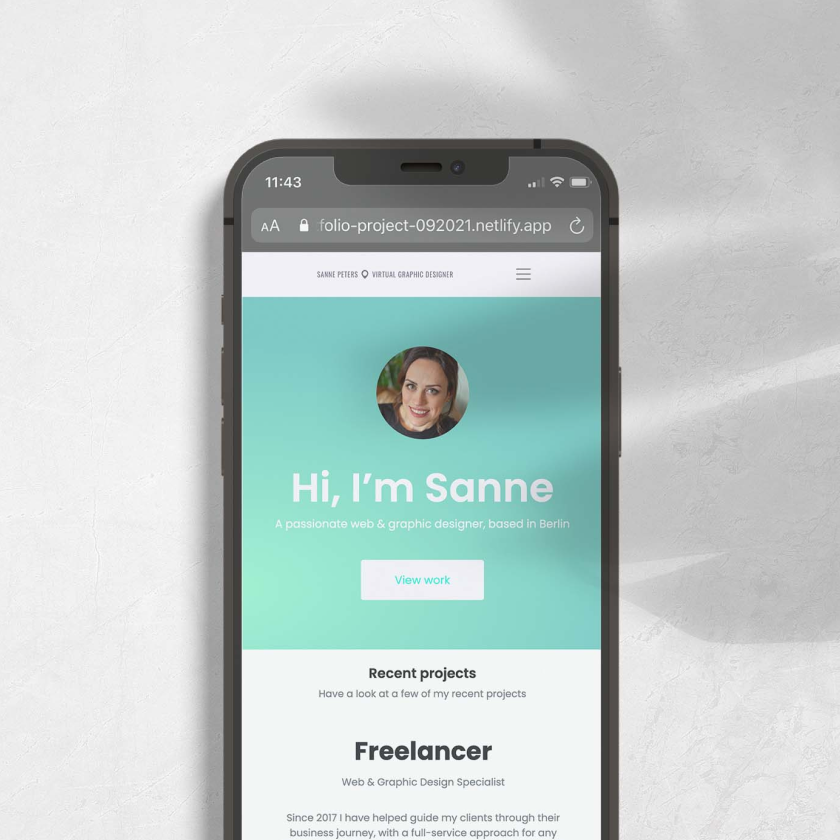 11:43
AA folio-project-092021.netlify.app
SANNE PETERS VIRTUAL GRAPHIC DESIGNER
Hi, I’m Sanne
A passionate web & graphic designer, based in Berlin
View work
Recent projects
Have a look at a few of my recent projects
Freelancer
Web & Graphic Design Specialist
Since 2017 I have helped guide my clients through their
business journey, with a full-service approach for any